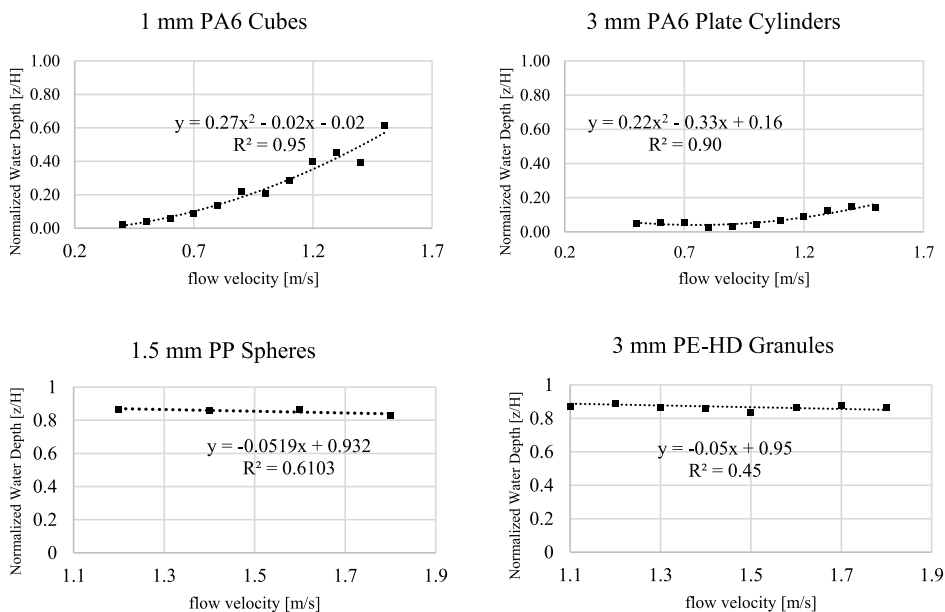 1 mm PA6 Cubes
Normalized Water Depth [z/H]
1.00
0.80
0.60
0.40
0.20
0.00
y = 0.27x² - 0.02x - 0.02
R² = 0.95
0.2 0.7 1.2 1.7
flow velocity [m/s]
3 mm PA6 Plate Cylinders
Normalized Water Depth [z/H]
1.00
0.80
0.60
0.40
0.20
0.00
y = 0.22x² - 0.33x + 0.16
R² = 0.90
0.2 0.7 1.2 1.7
flow velocity [m/s]
1.5 mm PP Spheres
Normalized Water Depth [z/H]
1
0.8
0.6
0.4
0.2
0
y = -0.0519x + 0.932
R² = 0.6103
1.1 1.3 1.5 1.7 1.9
flow velocity [m/s]
3 mm PE-HD Granules
Normalized Water Depth [z/H]
1
0.8
0.6
0.4
0.2
0
y = -0.05x + 0.95
R² = 0.45
1.1 1.3 1.5 1.7 1.9
flow velocity [m/s]